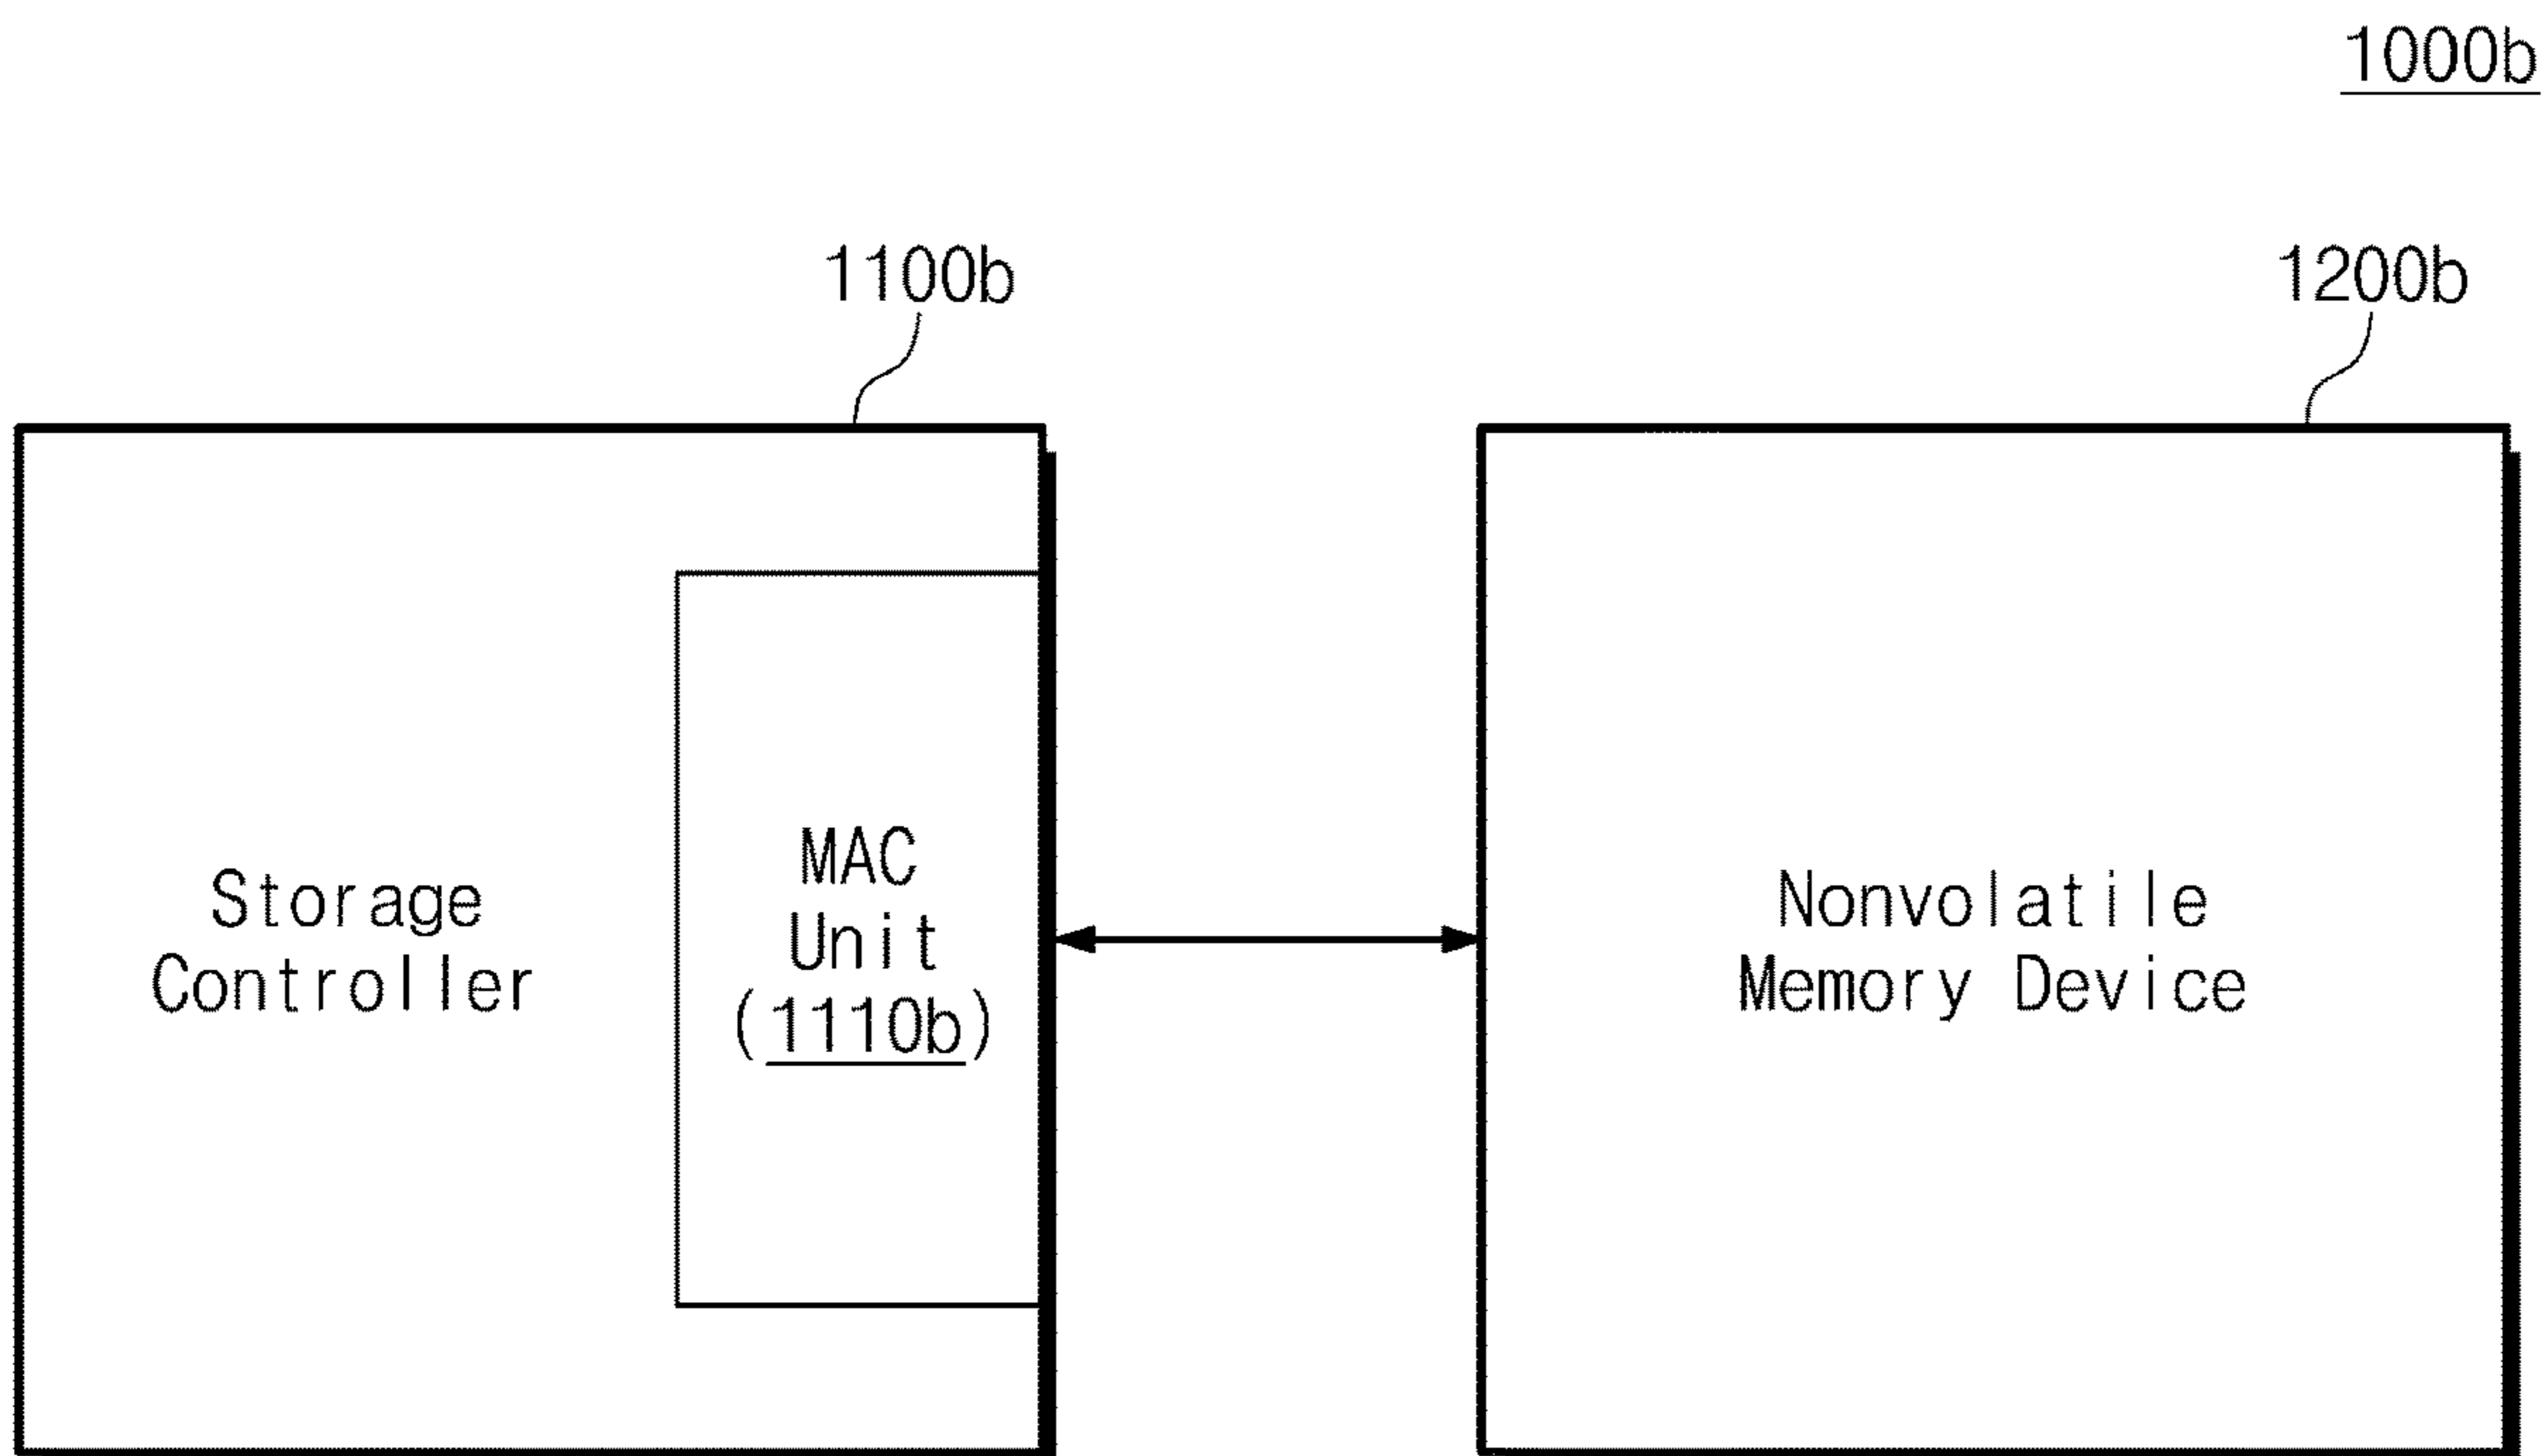 1000b
1100b
1200b
Storage
Controller
MAC
Unit
(1110b)
Nonvolatile
Memory Device